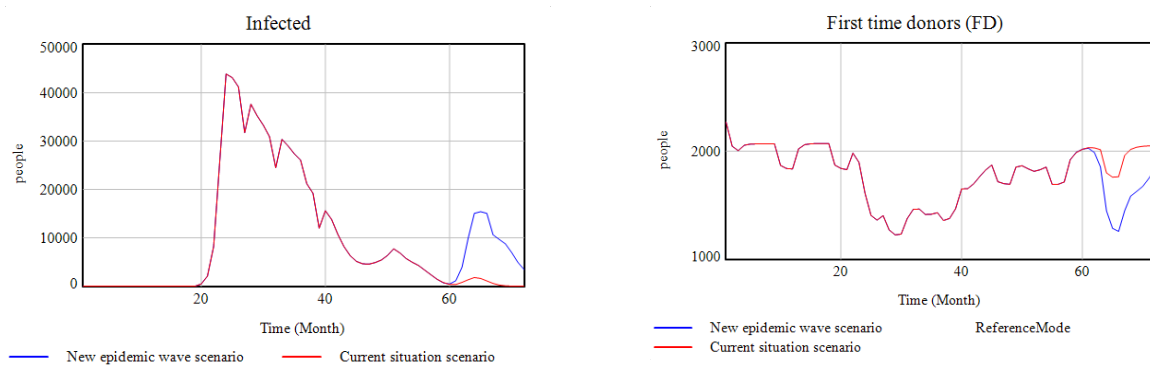 Infected
50000
40000
30000
20000
10000
0
people
20
40
60
Time (Month)
New epidemic wave scenario
Current situation scenario
First time donors (FD)
3000
2000
1000
people
20
40
60
Time (Month)
New epidemic wave scenario ReferenceMode
Current situation scenario